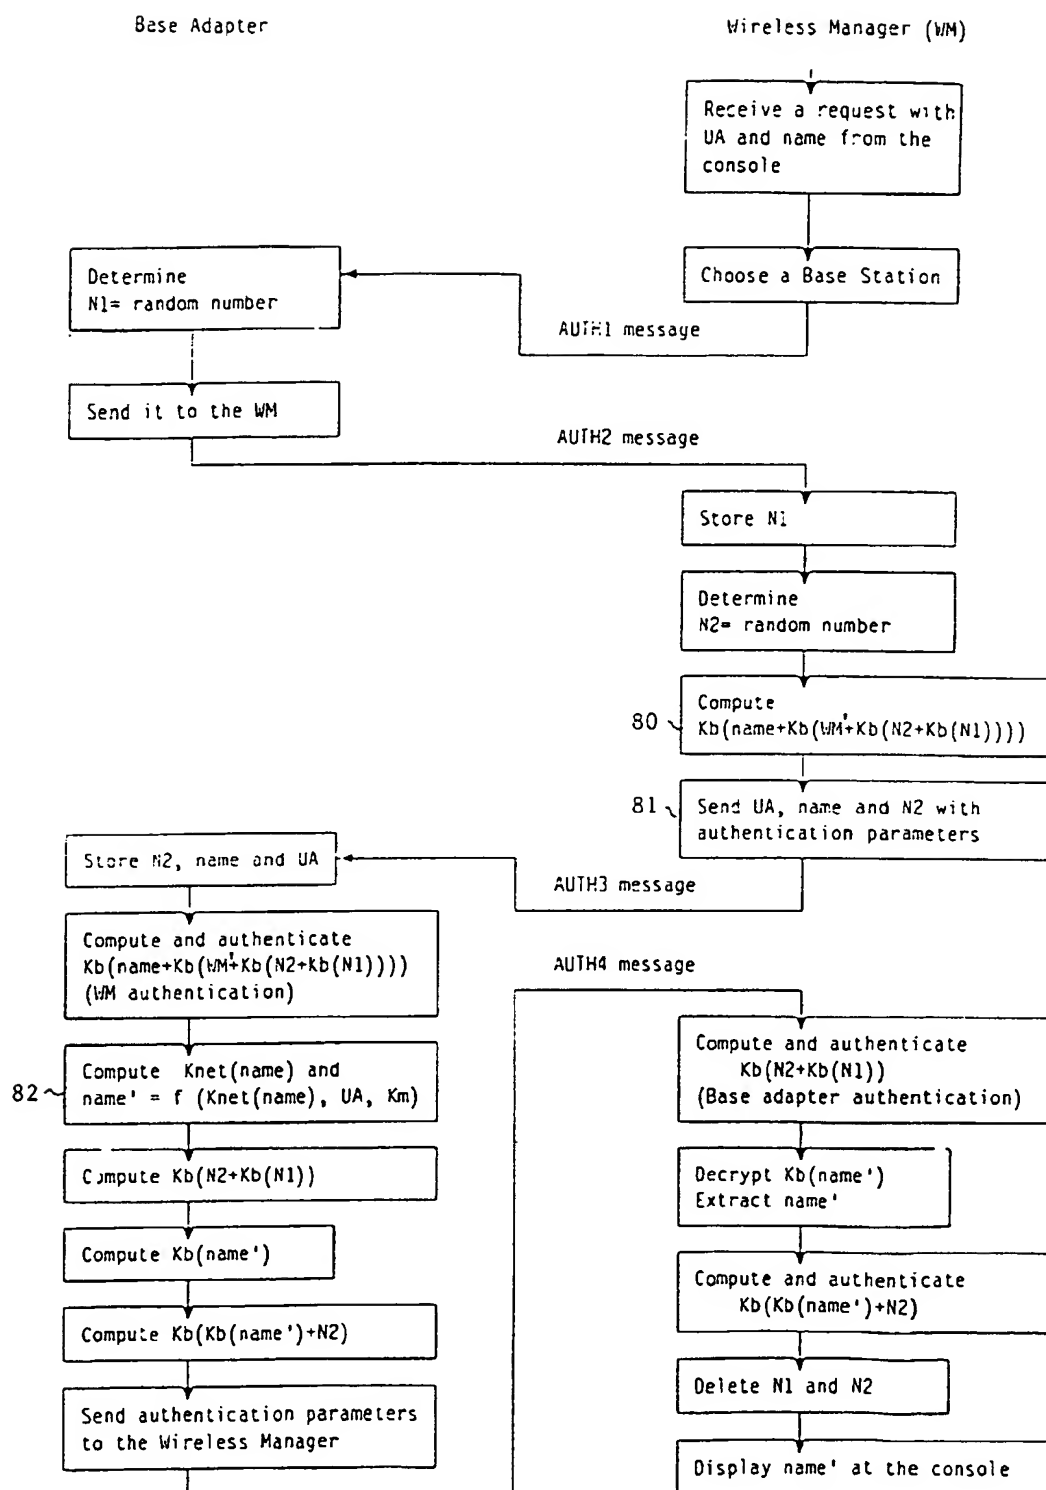 Base Adapter
Wireless Manager (WM)
Receive a request with
UA and name from the
console
Choose a Base Station
Determine
N1= random number
AUTH1 message
Send it to the WM
AUTH2 message
Store N1
Determine
N2= random number
80
Compute
Kb(name+Kb(WM'+Kb(N2+Kb(N1))))
81
Send UA, name and N2 with
authentication parameters
Store N2, name and UA
AUTH3 message
Compute and authenticate
Kb(name+Kb(WM'+Kb(N2+Kb(N1))))
(WM authentication)
AUTH4 message
Compute and authenticate
Kb(N2+Kb(N1))
(Base adapter authentication)
82
Compute Knet(name) and
name' = f (Knet(name), UA, Km)
Compute Kb(N2+Kb(N1))
Decrypt Kb(name')
Extract name'
Compute Kb(name')
Compute and authenticate
Kb(Kb(name')+N2)
Compute Kb(Kb(name')+N2)
Delete N1 and N2
Send authentication parameters
to the Wireless Manager
Display name' at the console